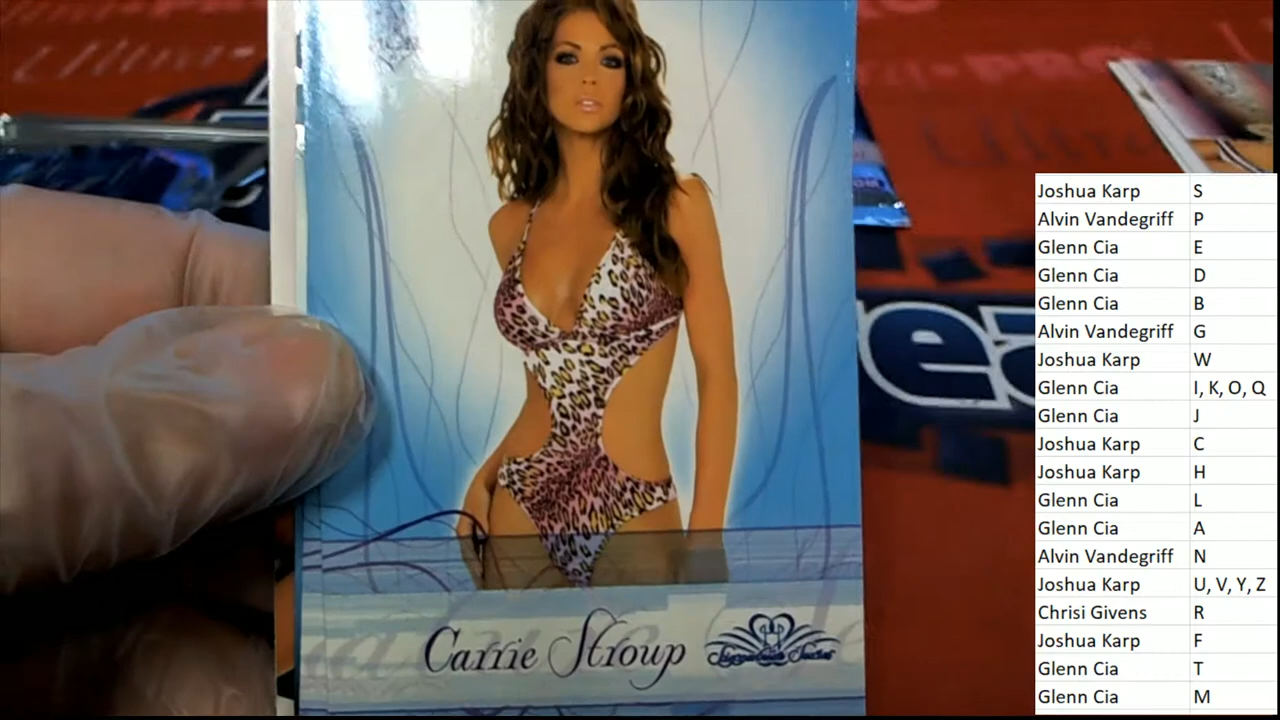 Carrie Stroup
Joshua Karp S
Alvin Vandegriff P
Glenn Cia E
Glenn Cia D
Glenn Cia B
Alvin Vandegriff G
Joshua Karp W
Glenn Cia I, K, O, Q
Glenn Cia J
Joshua Karp C
Joshua Karp H
Glenn Cia L
Glenn Cia A
Alvin Vandegriff N
Joshua Karp U, V, Y, Z
Chrisi Givens R
Joshua Karp F
Glenn Cia T
Glenn Cia M